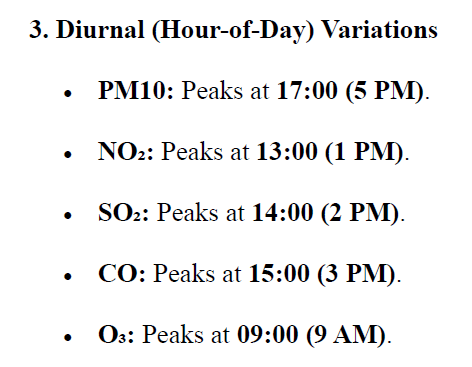 3. Diurnal (Hour-of-Day) Variations
• PM10: Peaks at 17:00 (5 PM).
• NO₂: Peaks at 13:00 (1 PM).
• SO₂: Peaks at 14:00 (2 PM).
• CO: Peaks at 15:00 (3 PM).
• O₃: Peaks at 09:00 (9 AM).